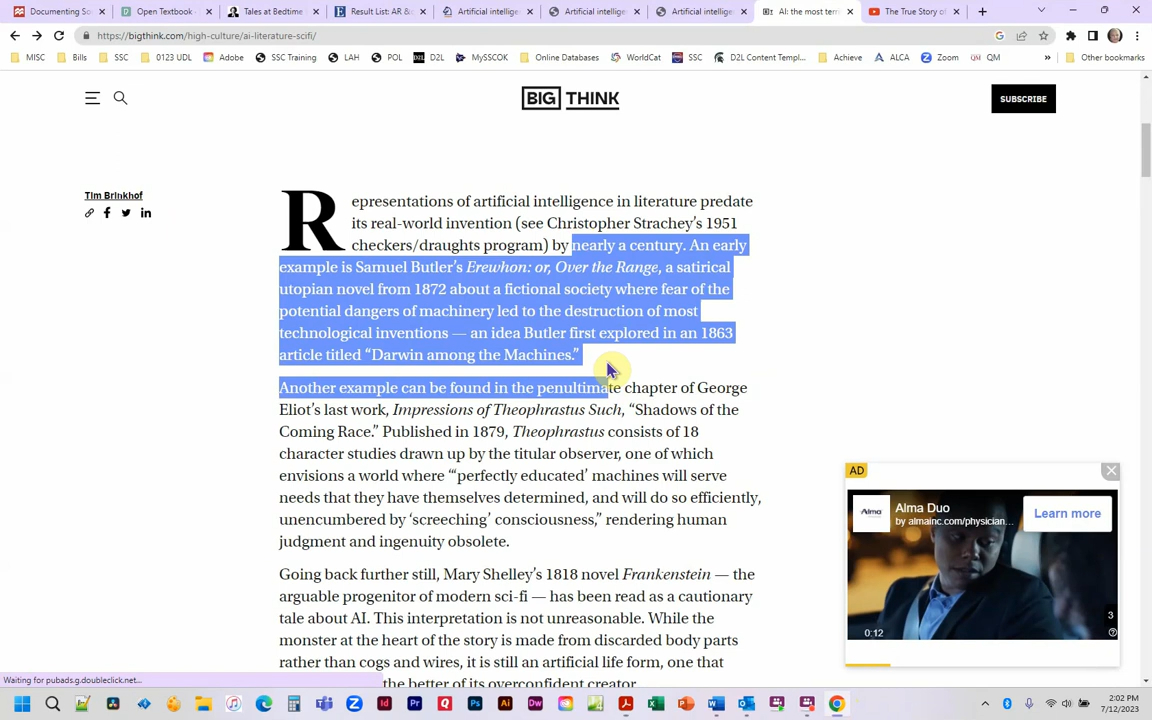 Documenting So
Open Textbook -
Tales at Bedtime
Result List: AR &
Artificial intellige
Artificial intellige
Artificial intellige
AI: the most ter
The True Story of
https://bigthink.com/high-culture/ai-literature-scifi/
MISC
Bills
SSC
0123 UDL
Adobe
SSC Training
LAH
POL
D2L
MySSCOK
Online Databases
WorldCat
SSC
D2L Content Templ...
Achieve
ALCA
Zoom
QM
»
Other bookmarks
BIG THINK
SUBSCRIBE
Tim Brinkhof
Representations of artificial intelligence in literature predate
its real-world invention (see Christopher Strachey’s 1951
checkers/draughts program) by nearly a century. An early
example is Samuel Butler’s Erewhon: or, Over the Range, a satirical
utopian novel from 1872 about a fictional society where fear of the
potential dangers of machinery led to the destruction of most
technological inventions — an idea Butler first explored in an 1863
article titled “Darwin among the Machines.”
Another example can be found in the penultimate chapter of George
Eliot’s last work, Impressions of Theophrastus Such, “Shadows of the
Coming Race.” Published in 1879, Theophrastus consists of 18
character studies drawn up by the titular observer, one of which
envisions a world where “‘perfectly educated’ machines will serve
needs that they have themselves determined, and will do so efficiently,
unencumbered by ‘screeching’ consciousness,” rendering human
judgment and ingenuity obsolete.
Going back further still, Mary Shelley’s 1818 novel Frankenstein — the
arguable progenitor of modern sci-fi — has been read as a cautionary
tale about AI. This interpretation is not unreasonable. While the
monster at the heart of the story is made from discarded body parts
rather than cogs and wires, it is still an artificial life form, one that
the better of its overconfident creator.
AD
Alma
Alma Duo
by almainc.com/physician...
Learn more
3
0:12
Waiting for pubads.g.doubleclick.net...
2:02 PM
7/12/2023